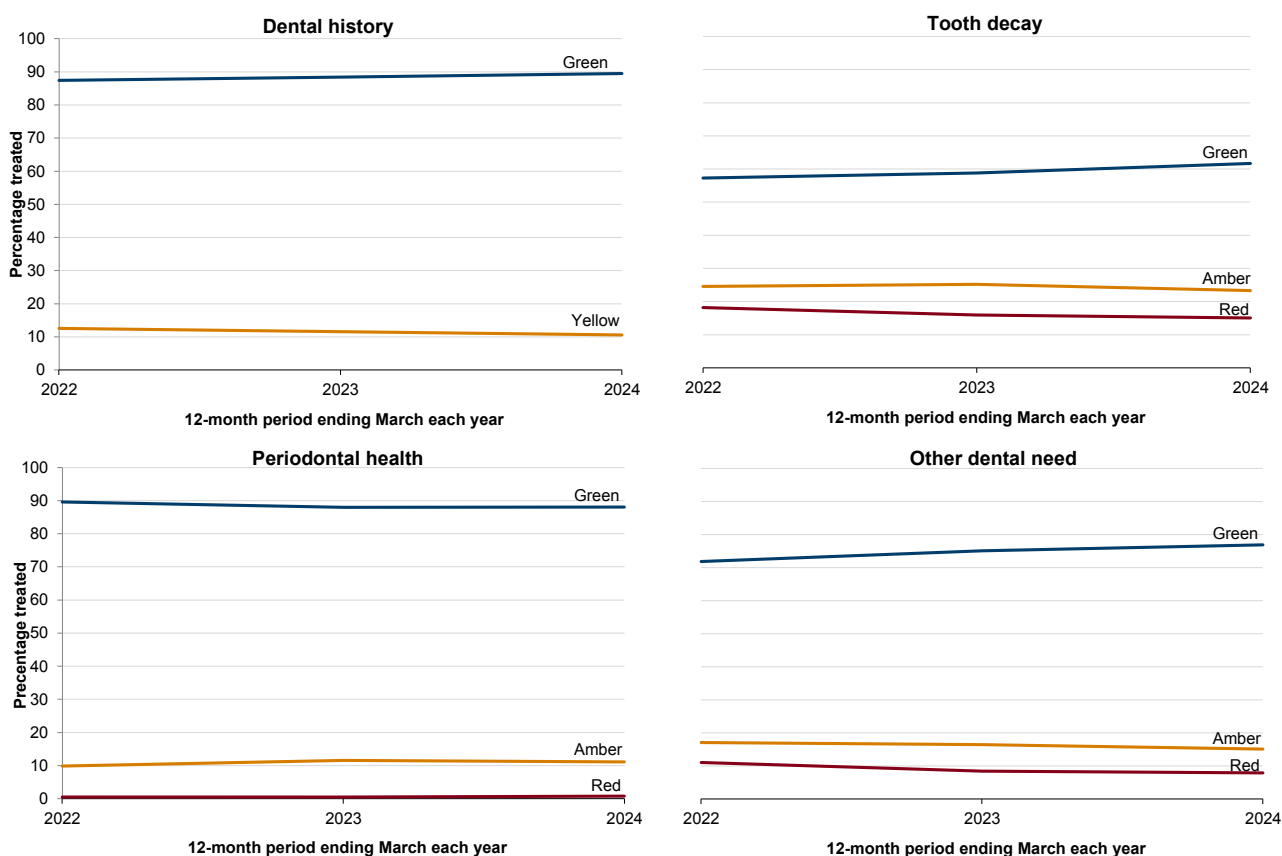 Dental history
100
90
80
70
60
50
40
30
20
10
0
Percentage treated
Green
Yellow
2022
2023
2024
12-month period ending March each year
Tooth decay
Green
Amber
Red
2022
2023
2024
12-month period ending March each year
Periodontal health
100
90
80
70
60
50
40
30
20
10
0
Precentage treated
Green
Amber
Red
2022
2023
2024
12-month period ending March each year
Other dental need
Green
Amber
Red
2022
2023
2024
12-month period ending March each year